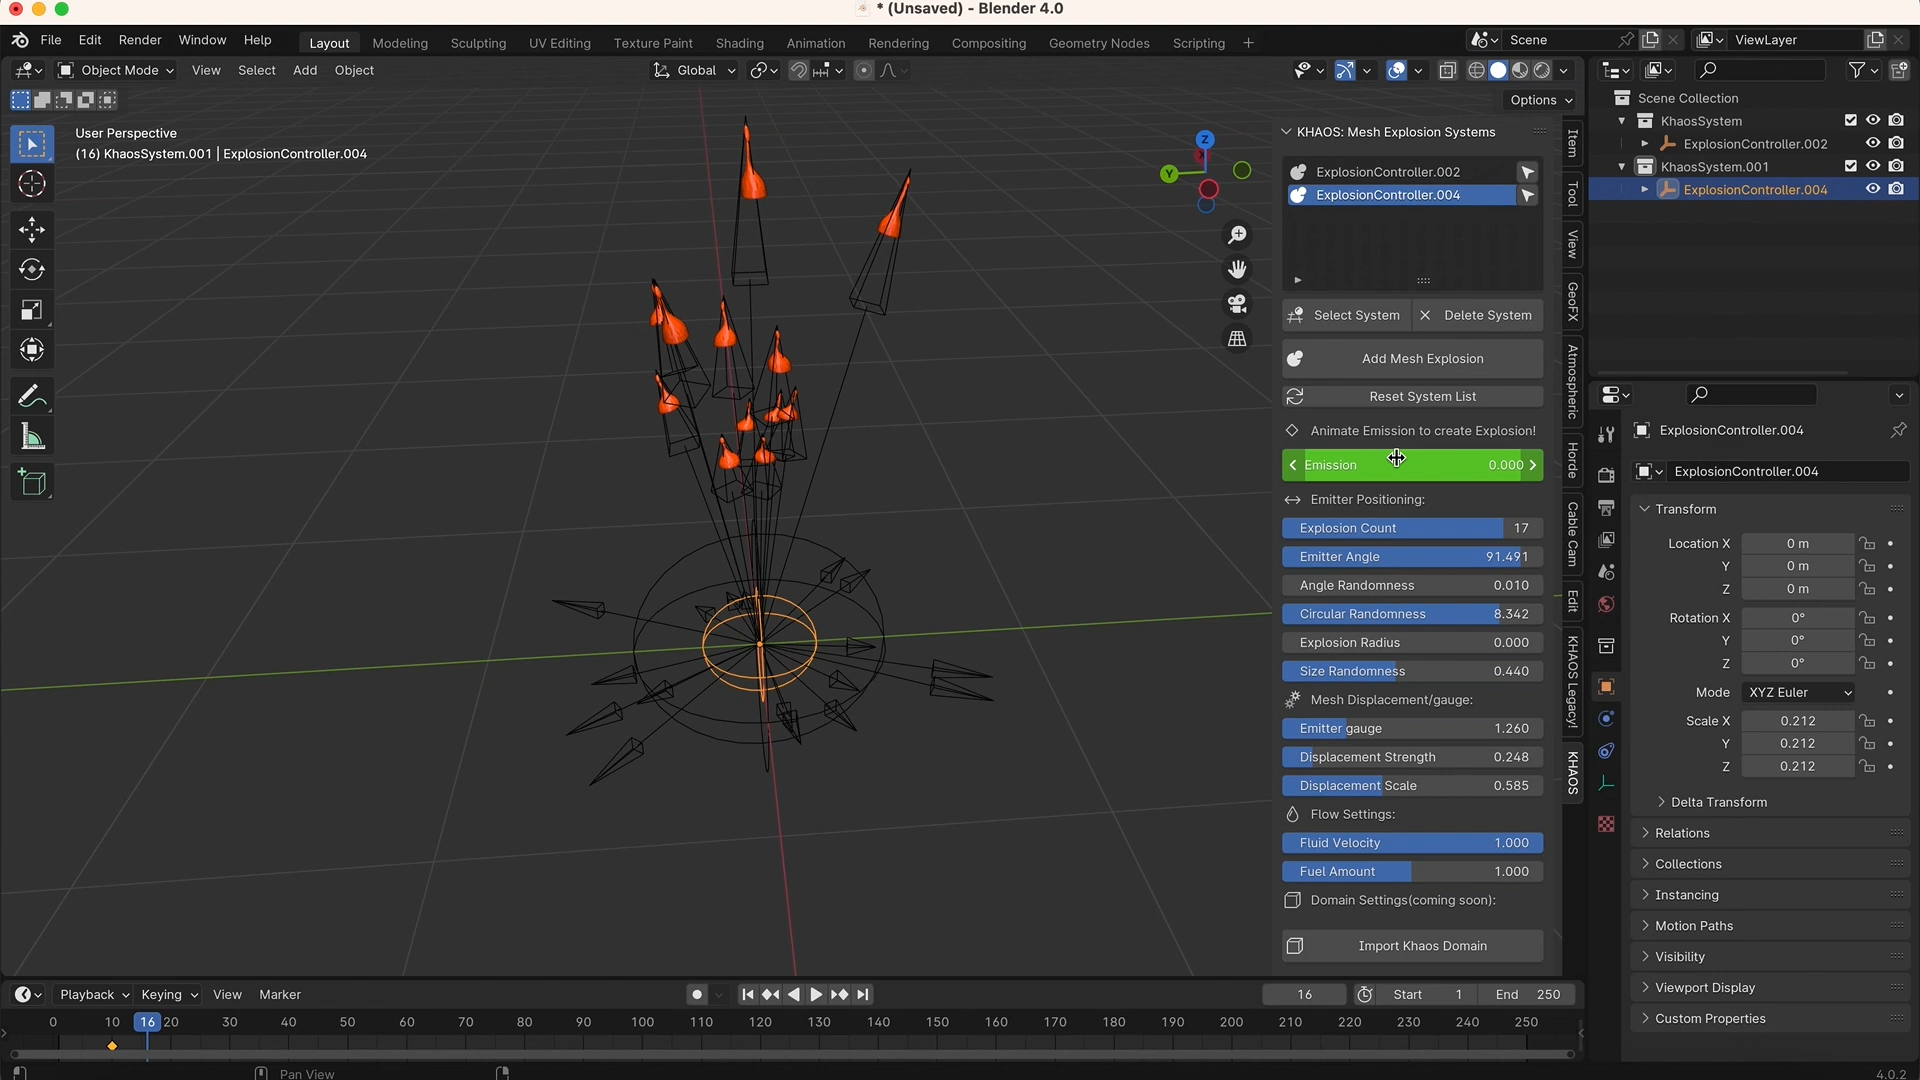 * (Unsaved) - Blender 4.0
File Edit Render Window Help Layout Modeling Sculpting UV Editing Texture Paint Shading Animation Rendering Compositing Geometry Nodes Scripting + Scene ViewLayer
Object Mode View Select Add Object Global
Options
User Perspective
(16) KhaosSystem.001 | ExplosionController.004
Z
Y
X
KHAOS: Mesh Explosion Systems
ExplosionController.002
ExplosionController.004
Select System Delete System
Add Mesh Explosion
Reset System List
Animate Emission to create Explosion!
Emission 0.000
Emitter Positioning:
Explosion Count 17
Emitter Angle 91.491
Angle Randomness 0.010
Circular Randomness 8.342
Explosion Radius 0.000
Size Randomness 0.440
Mesh Displacement/gauge:
Emitter gauge 1.260
Displacement Strength 0.248
Displacement Scale 0.585
Flow Settings:
Fluid Velocity 1.000
Fuel Amount 1.000
Domain Settings(coming soon):
Import Khaos Domain
Item
Tool
View
GeoFX
Atmospheric
Horde
Cable Cam
Edit
KHAOS Legacy!
KHAOS
Scene Collection
KhaosSystem
ExplosionController.002
KhaosSystem.001
ExplosionController.004
ExplosionController.004
ExplosionController.004
Transform
Location X 0 m
Y 0 m
Z 0 m
Rotation X 0°
Y 0°
Z 0°
Mode XYZ Euler
Scale X 0.212
Y 0.212
Z 0.212
Delta Transform
Relations
Collections
Instancing
Motion Paths
Visibility
Viewport Display
Custom Properties
Playback Keying View Marker 16 Start 1 End 250
0 10 16 20 30 40 50 60 70 80 90 100 110 120 130 140 150 160 170 180 190 200 210 220 230 240 250
Pan View 4.0.2